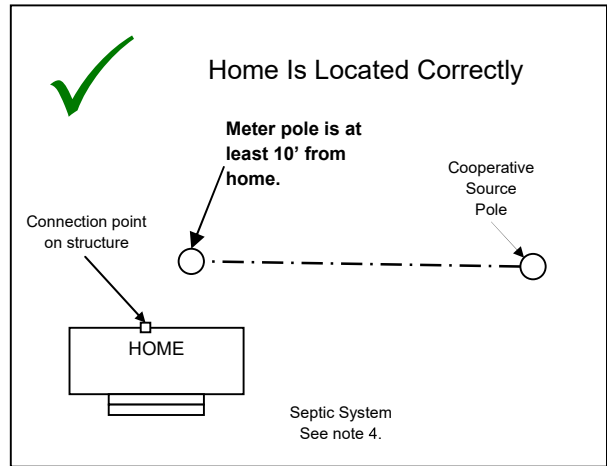 Home Is Located Correctly
Meter pole is at
least 10’ from
home.
Cooperative
Source
Pole
Connection point
on structure
HOME
Septic System
See note 4.